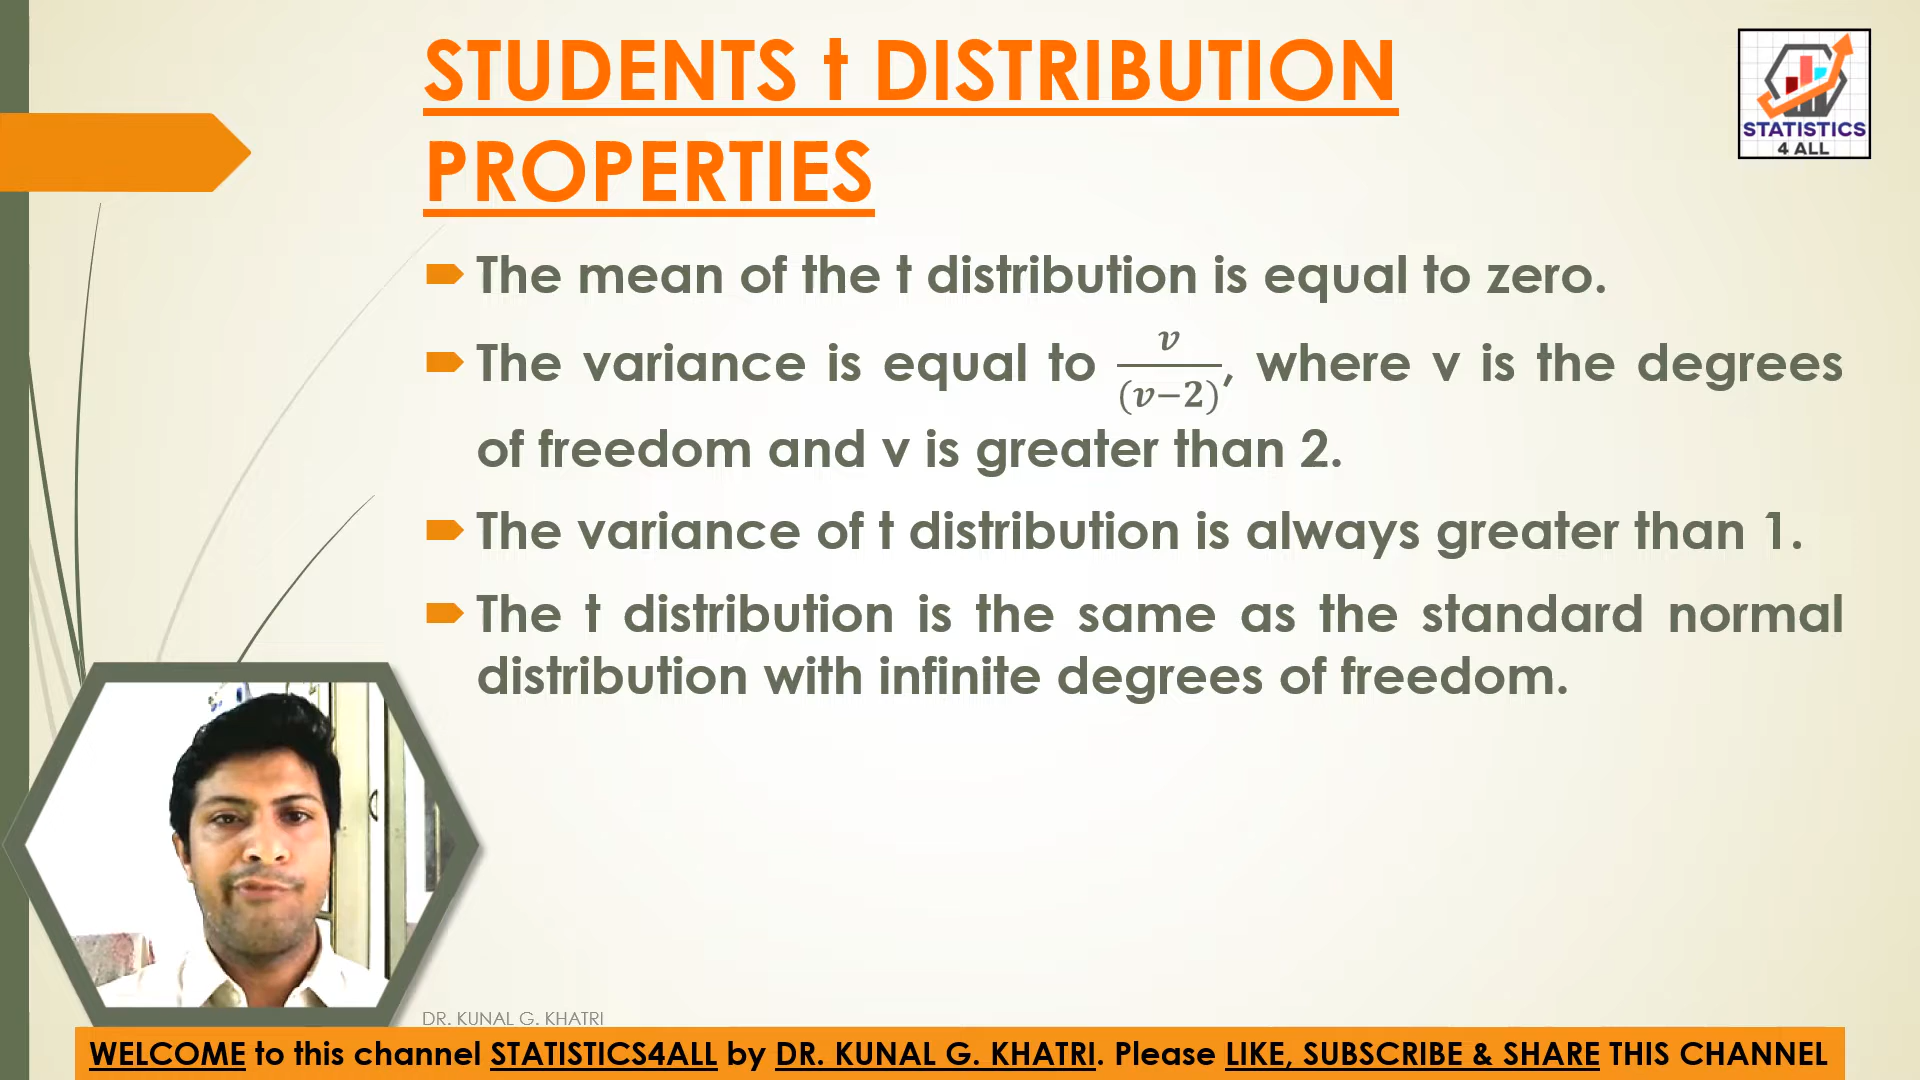 STUDENTS t DISTRIBUTION
PROPERTIES
STATISTICS
4 ALL
The mean of the t distribution is equal to zero.
The variance is equal to v/(v−2), where v is the degrees
of freedom and v is greater than 2.
The variance of t distribution is always greater than 1.
The t distribution is the same as the standard normal
distribution with infinite degrees of freedom.
DR. KUNAL G. KHATRI
WELCOME to this channel STATISTICS4ALL by DR. KUNAL G. KHATRI. Please LIKE, SUBSCRIBE & SHARE THIS CHANNEL